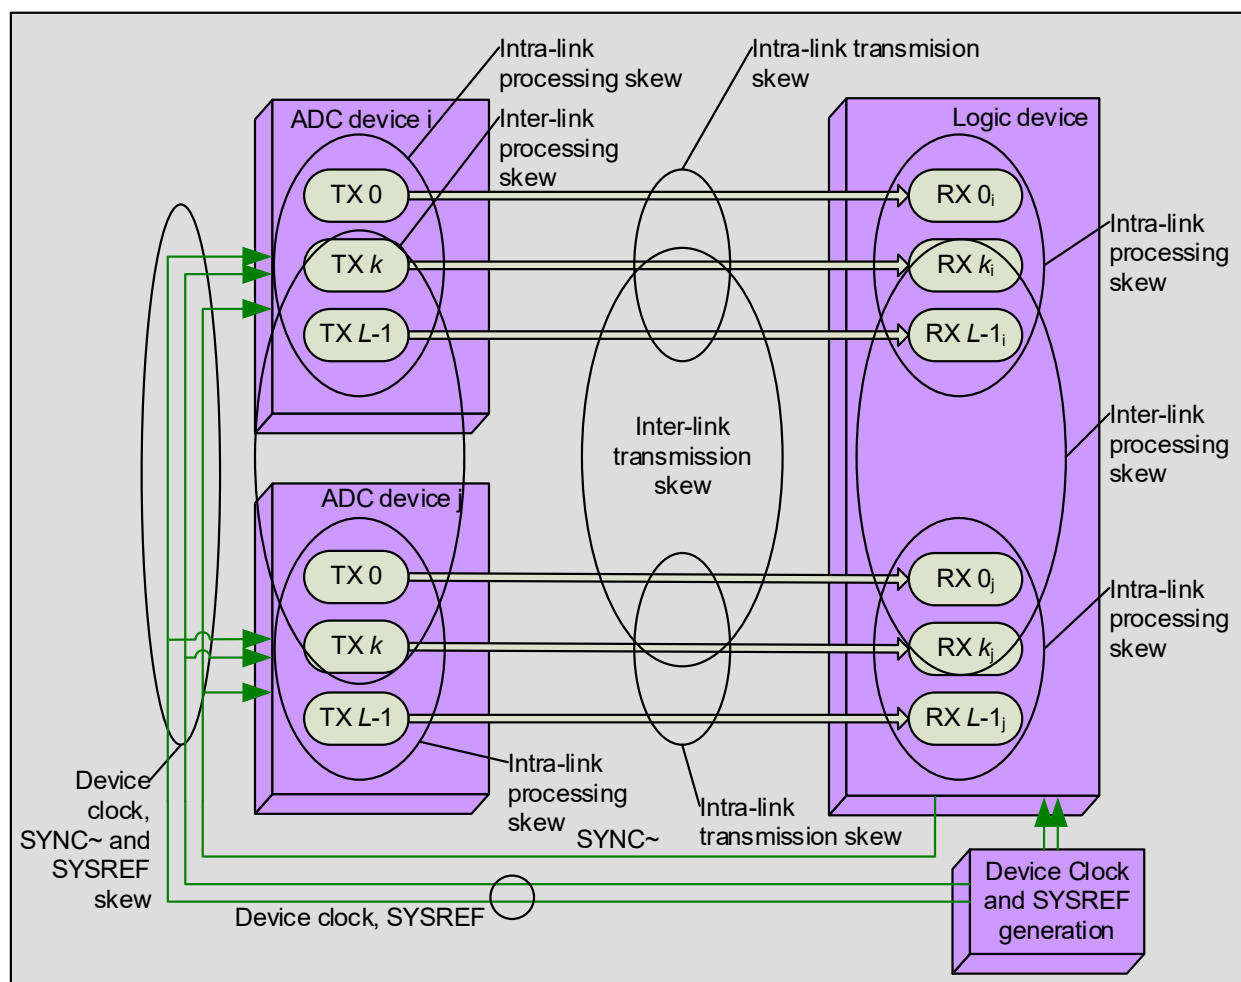 Intra-link
processing skew
Intra-link transmision
skew
ADC device i
Inter-link
processing
skew
Logic device
TX 0
RX 0i
TX k
RX ki
Intra-link
processing
skew
TX L-1
RX L-1i
Inter-link
transmission
skew
Inter-link
processing
skew
ADC device j
TX 0
RX 0j
TX k
RX kj
Intra-link
processing
skew
TX L-1
RX L-1j
Device
clock,
SYNC~ and
SYSREF
skew
Intra-link
processing
skew
Intra-link
transmission skew
SYNC~
Device clock, SYSREF
Device Clock
and SYSREF
generation